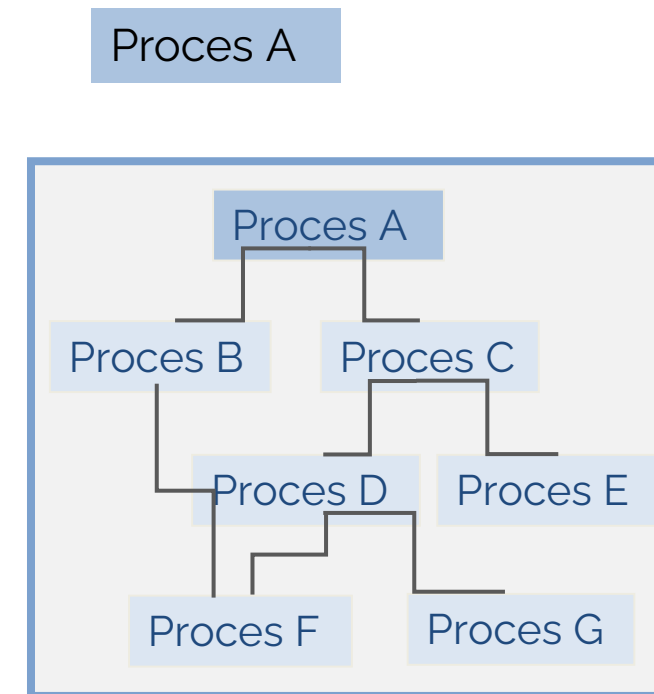 Proces A
Proces A
Proces B
Proces C
Proces D
Proces E
Proces F
Proces G